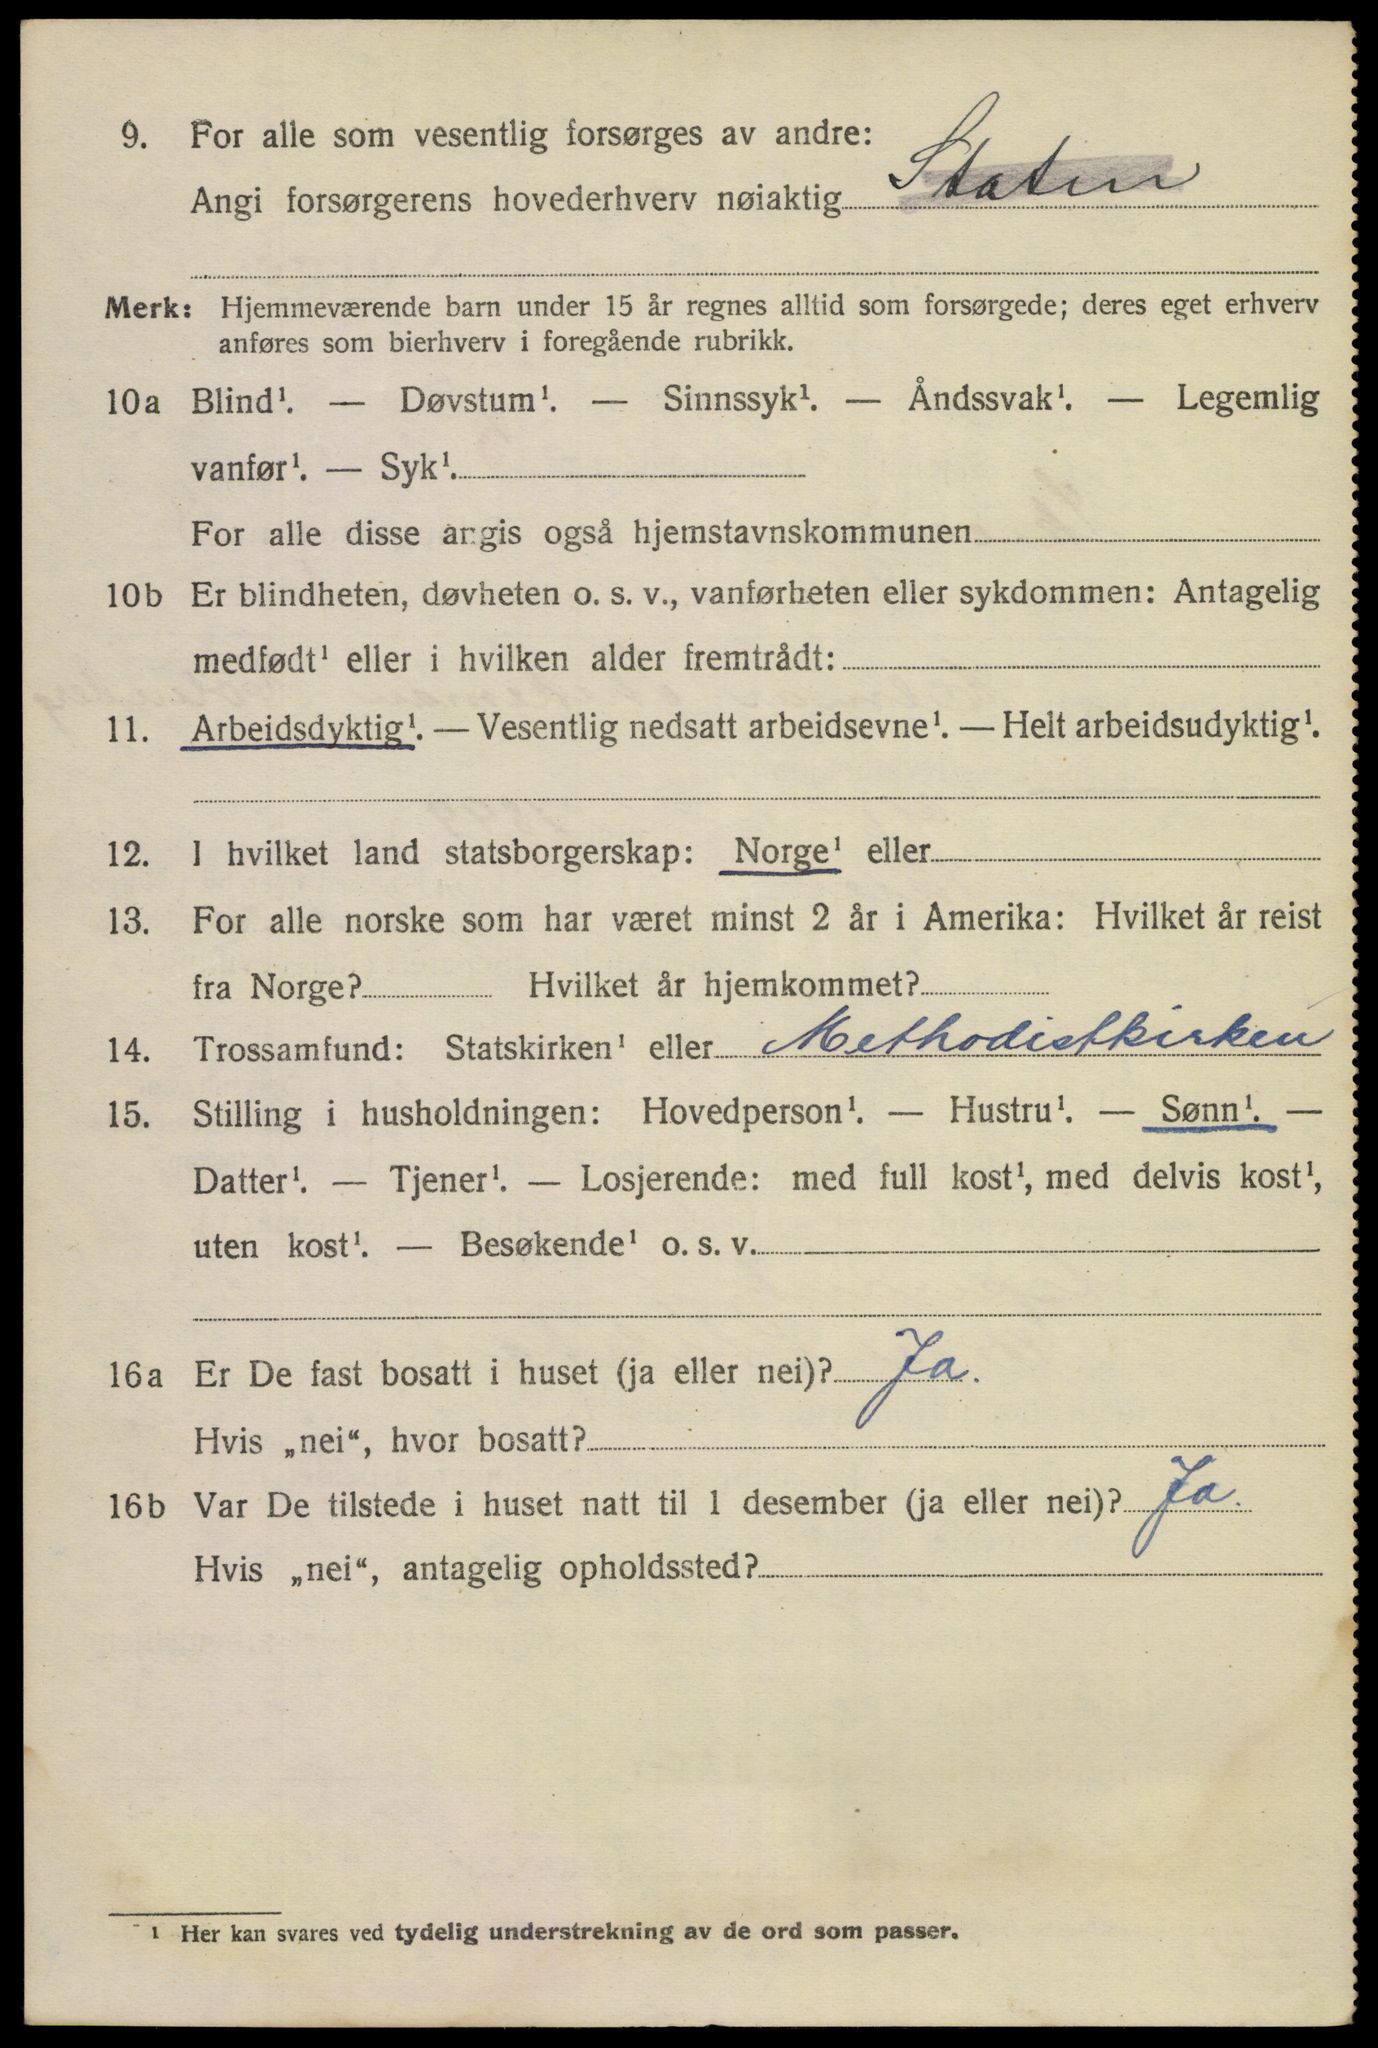 9. For alle som vesentlig forsørges av andre:
Angi forsørgerens hovederhverv nøiaktig Staten
Merk: Hjemmeværende barn under 15 år regnes alltid som forsørgede; deres eget erhverv
anføres som bierhverv i foregående rubrikk.
10a Blind¹. — Døvstum¹. — Sinnssyk¹. — Åndssvak¹. — Legemlig
vanfør¹. — Syk¹.
For alle disse angis også hjemstavnskommunen
10b Er blindheten, døvheten o. s. v., vanførheten eller sykdommen: Antagelig
medfødt¹ eller i hvilken alder fremtrådt:
11. Arbeidsdyktig¹. — Vesentlig nedsatt arbeidsevne¹. — Helt arbeidsudyktig¹.
12. I hvilket land statsborgerskap: Norge¹ eller
13. For alle norske som har været minst 2 år i Amerika: Hvilket år reist
fra Norge? Hvilket år hjemkommet?
14. Trossamfund: Statskirken¹ eller Methodistkirken
15. Stilling i husholdningen: Hovedperson¹. — Hustru¹. — Sønn¹. —
Datter¹. — Tjener¹. — Losjerende: med full kost¹, med delvis kost¹,
uten kost¹. — Besøkende¹ o. s. v.
16a Er De fast bosatt i huset (ja eller nei)? Ja.
Hvis „nei“, hvor bosatt?
16b Var De tilstede i huset natt til 1 desember (ja eller nei)? Ja.
Hvis „nei“, antagelig opholdssted?
¹ Her kan svares ved tydelig understrekning av de ord som passer.